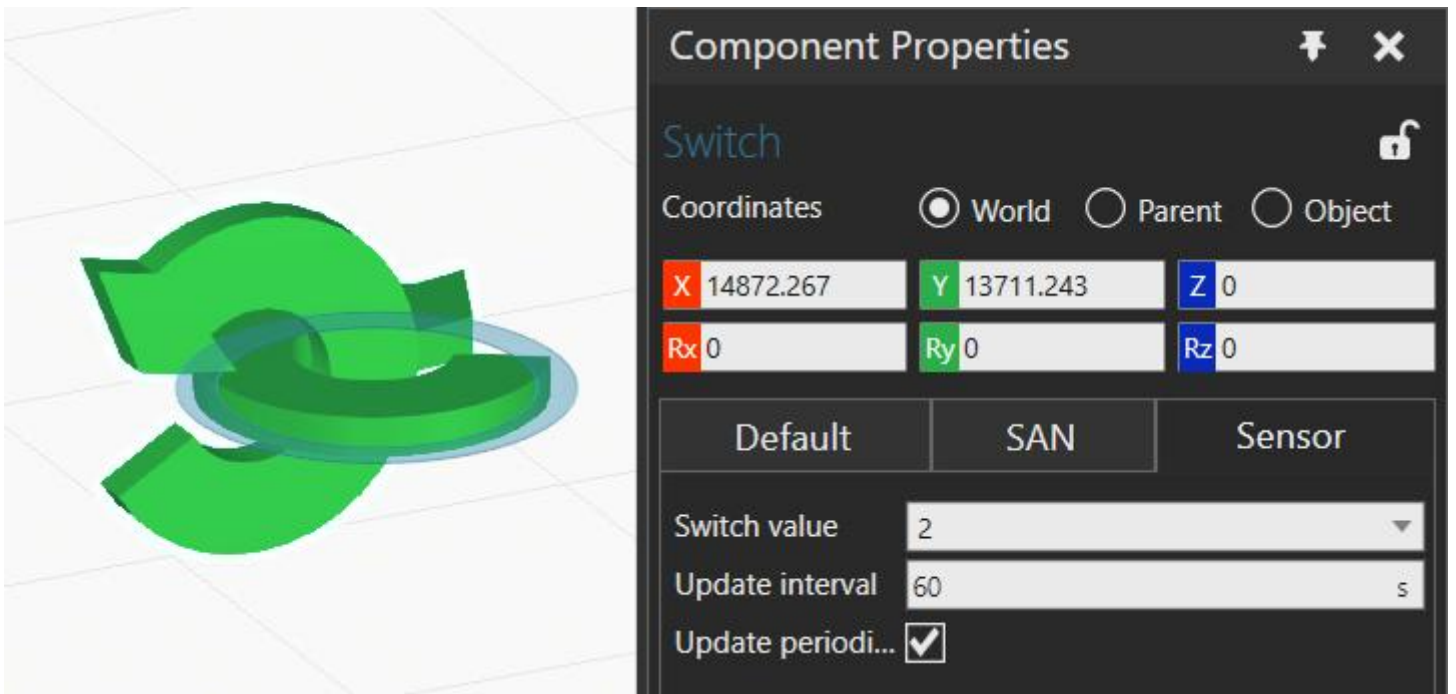 Component Properties
Switch
Coordinates World Parent Object
X 14872.267 Y 13711.243 Z 0
Rx 0 Ry 0 Rz 0
Default SAN Sensor
Switch value 2
Update interval 60 s
Update periodi...